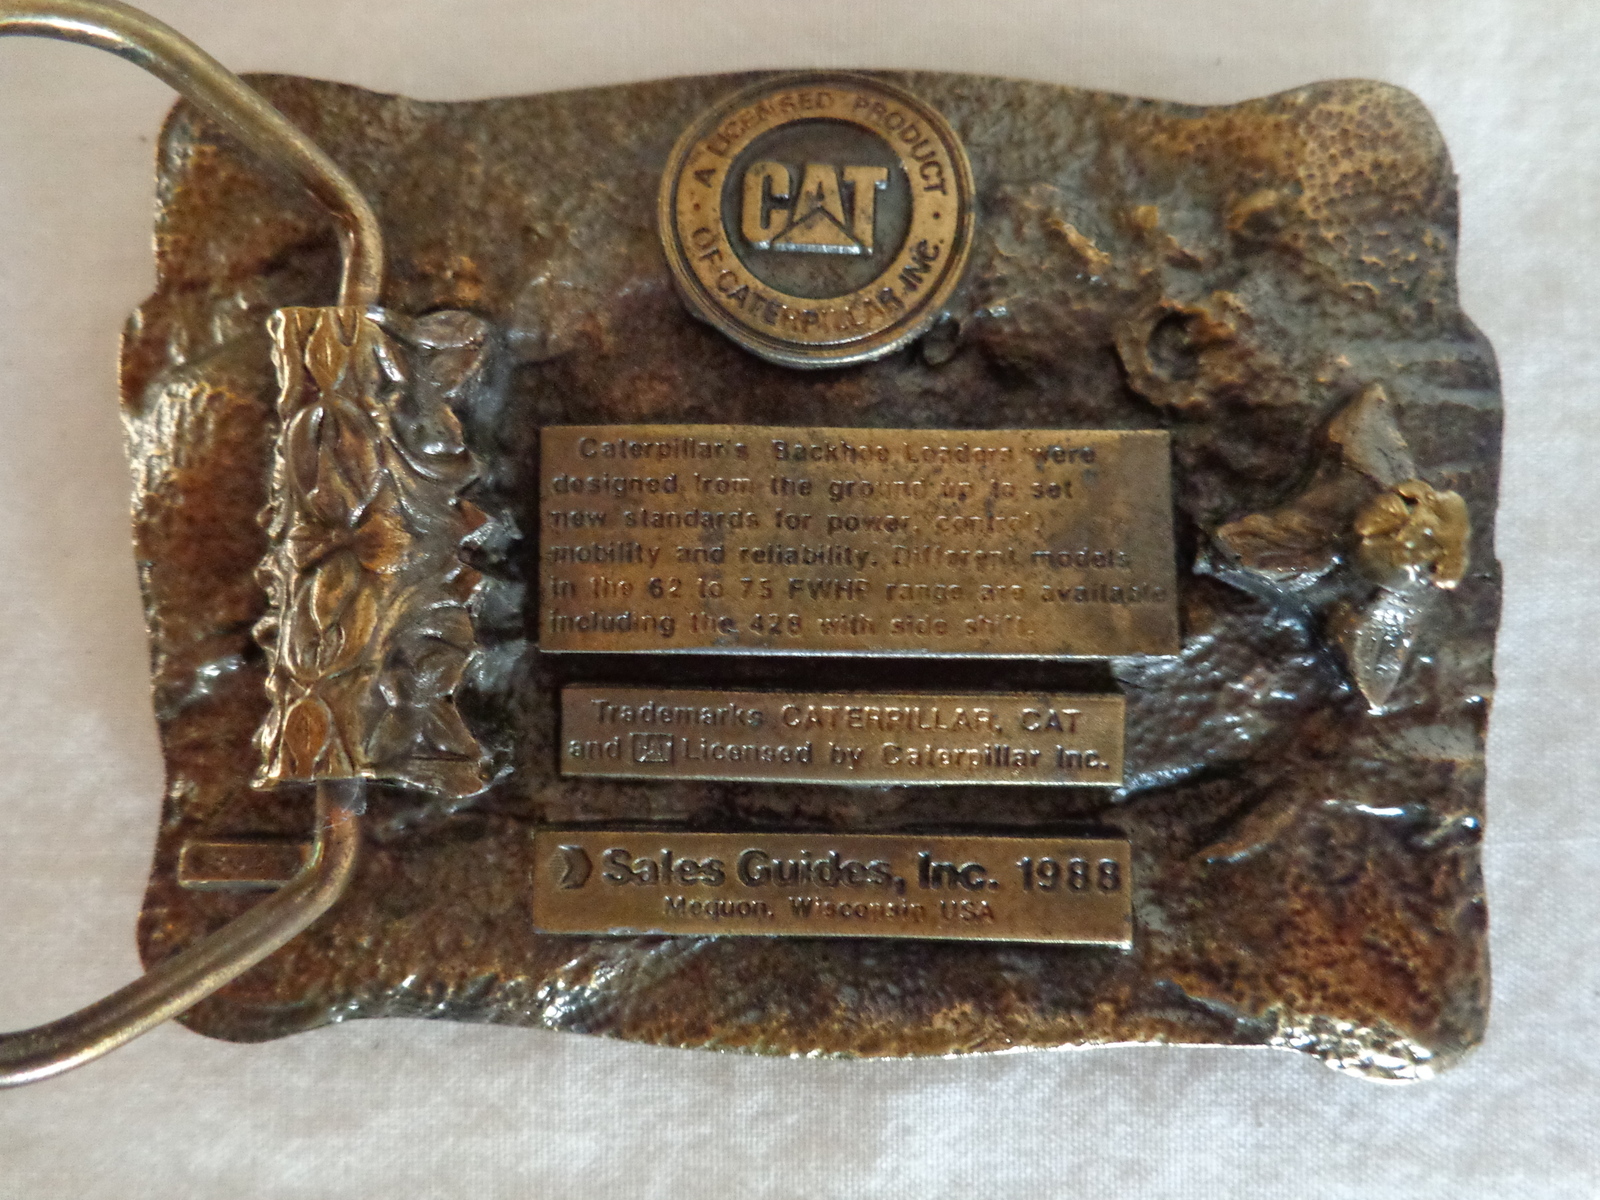 A LICENSED PRODUCT
CAT
OF CATERPILLAR INC.
Caterpillar's Backhoe Loaders were
designed from the ground up to set
new standards for power, control,
mobility and reliability. Different models
in the 62 to 75 FWHP range are available
including the 428 with side shift.
Trademarks CATERPILLAR, CAT
and CAT Licensed by Caterpillar Inc.
Sales Guides, Inc. 1988
Mequon, Wisconsin USA